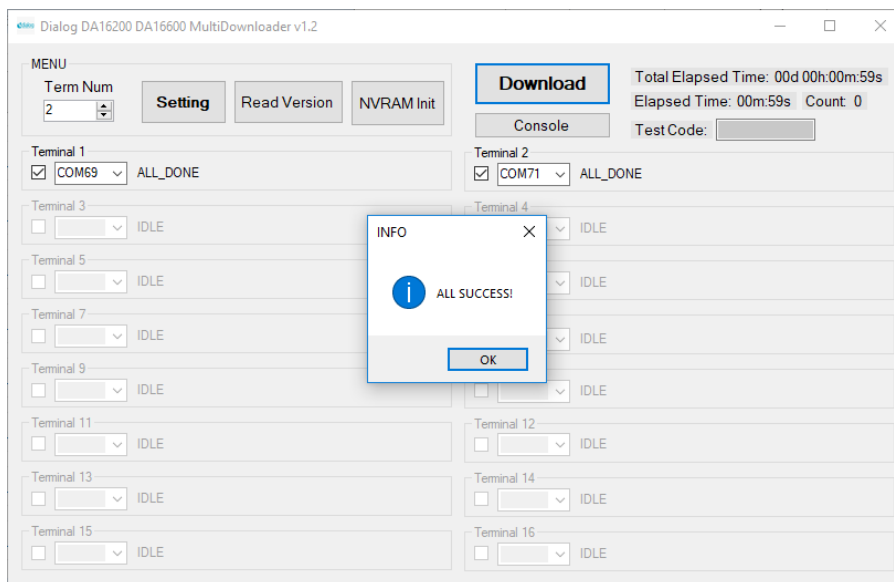 Dialog DA16200 DA16600 MultiDownloader v1.2
MENU
Term Num
2
Setting
Read Version
NVRAM Init
Download
Console
Total Elapsed Time: 00d 00h:00m:59s
Elapsed Time: 00m:59s Count: 0
Test Code:
Terminal 1
COM69 ALL_DONE
Terminal 2
COM71 ALL_DONE
Terminal 3
IDLE
Terminal 4
IDLE
Terminal 5
IDLE
IDLE
Terminal 7
IDLE
IDLE
Terminal 9
IDLE
IDLE
Terminal 11
IDLE
Terminal 12
IDLE
Terminal 13
IDLE
Terminal 14
IDLE
Terminal 15
IDLE
Terminal 16
IDLE
INFO
ALL SUCCESS!
OK